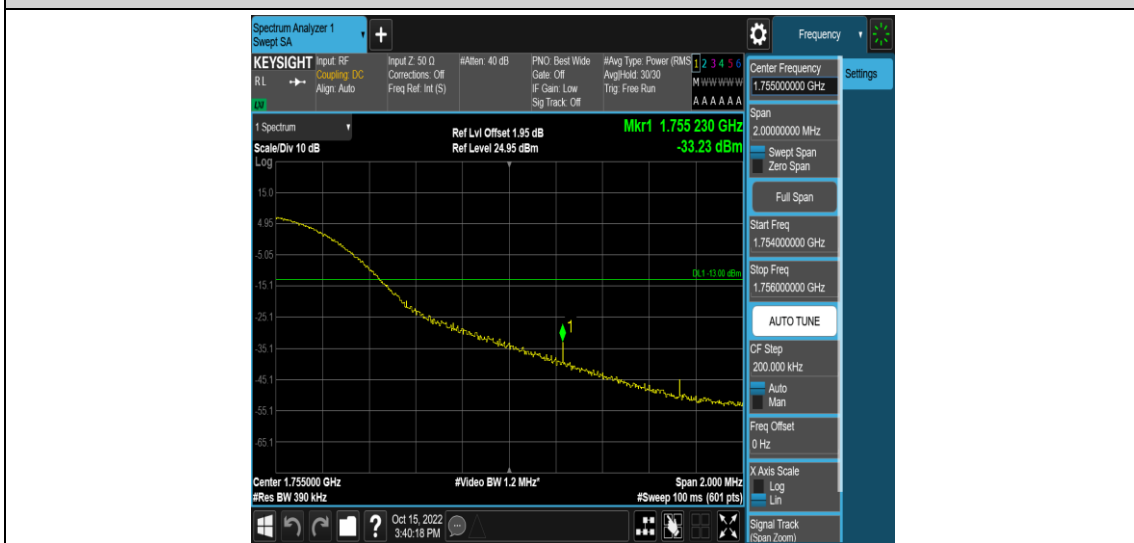 Spectrum Analyzer 1
Swept SA
+
Frequency
KEYSIGHT
RL
LXI
Input: RF
Coupling: DC
Align: Auto
Input Z: 50 Ω
Corrections: Off
Freq Ref: Int (S)
#Atten: 40 dB
PNO: Best Wide
Gate: Off
IF Gain: Low
Sig Track: Off
#Avg Type: Power (RMS
Avg|Hold: 30/30
Trig: Free Run
1 2 3 4 5 6
M W W W W W
A A A A A A
1 Spectrum
Scale/Div 10 dB
Ref Lvl Offset 1.95 dB
Ref Level 24.95 dBm
Mkr1 1.755 230 GHz
-33.23 dBm
Log
15.0
4.95
-5.05
-15.1
-25.1
-35.1
-45.1
-55.1
-65.1
DL1 -13.00 dBm
1
Center 1.755000 GHz
#Res BW 390 kHz
#Video BW 1.2 MHz*
Span 2.000 MHz
#Sweep 100 ms (601 pts)
Oct 15, 2022
3:40:18 PM
?
Center Frequency
1.755000000 GHz
Settings
Span
2.00000000 MHz
Swept Span
Zero Span
Full Span
Start Freq
1.754000000 GHz
Stop Freq
1.756000000 GHz
AUTO TUNE
CF Step
200.000 kHz
Auto
Man
Freq Offset
0 Hz
X Axis Scale
Log
Lin
Signal Track
(Span Zoom)